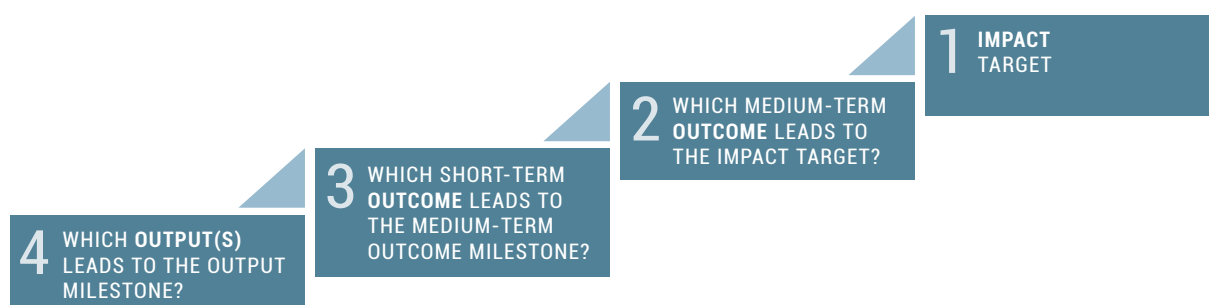 1 IMPACT
TARGET
2 WHICH MEDIUM-TERM
OUTCOME LEADS TO
THE IMPACT TARGET?
3 WHICH SHORT-TERM
OUTCOME LEADS TO
THE MEDIUM-TERM
OUTCOME MILESTONE?
4 WHICH OUTPUT(S)
LEADS TO THE OUTPUT
MILESTONE?